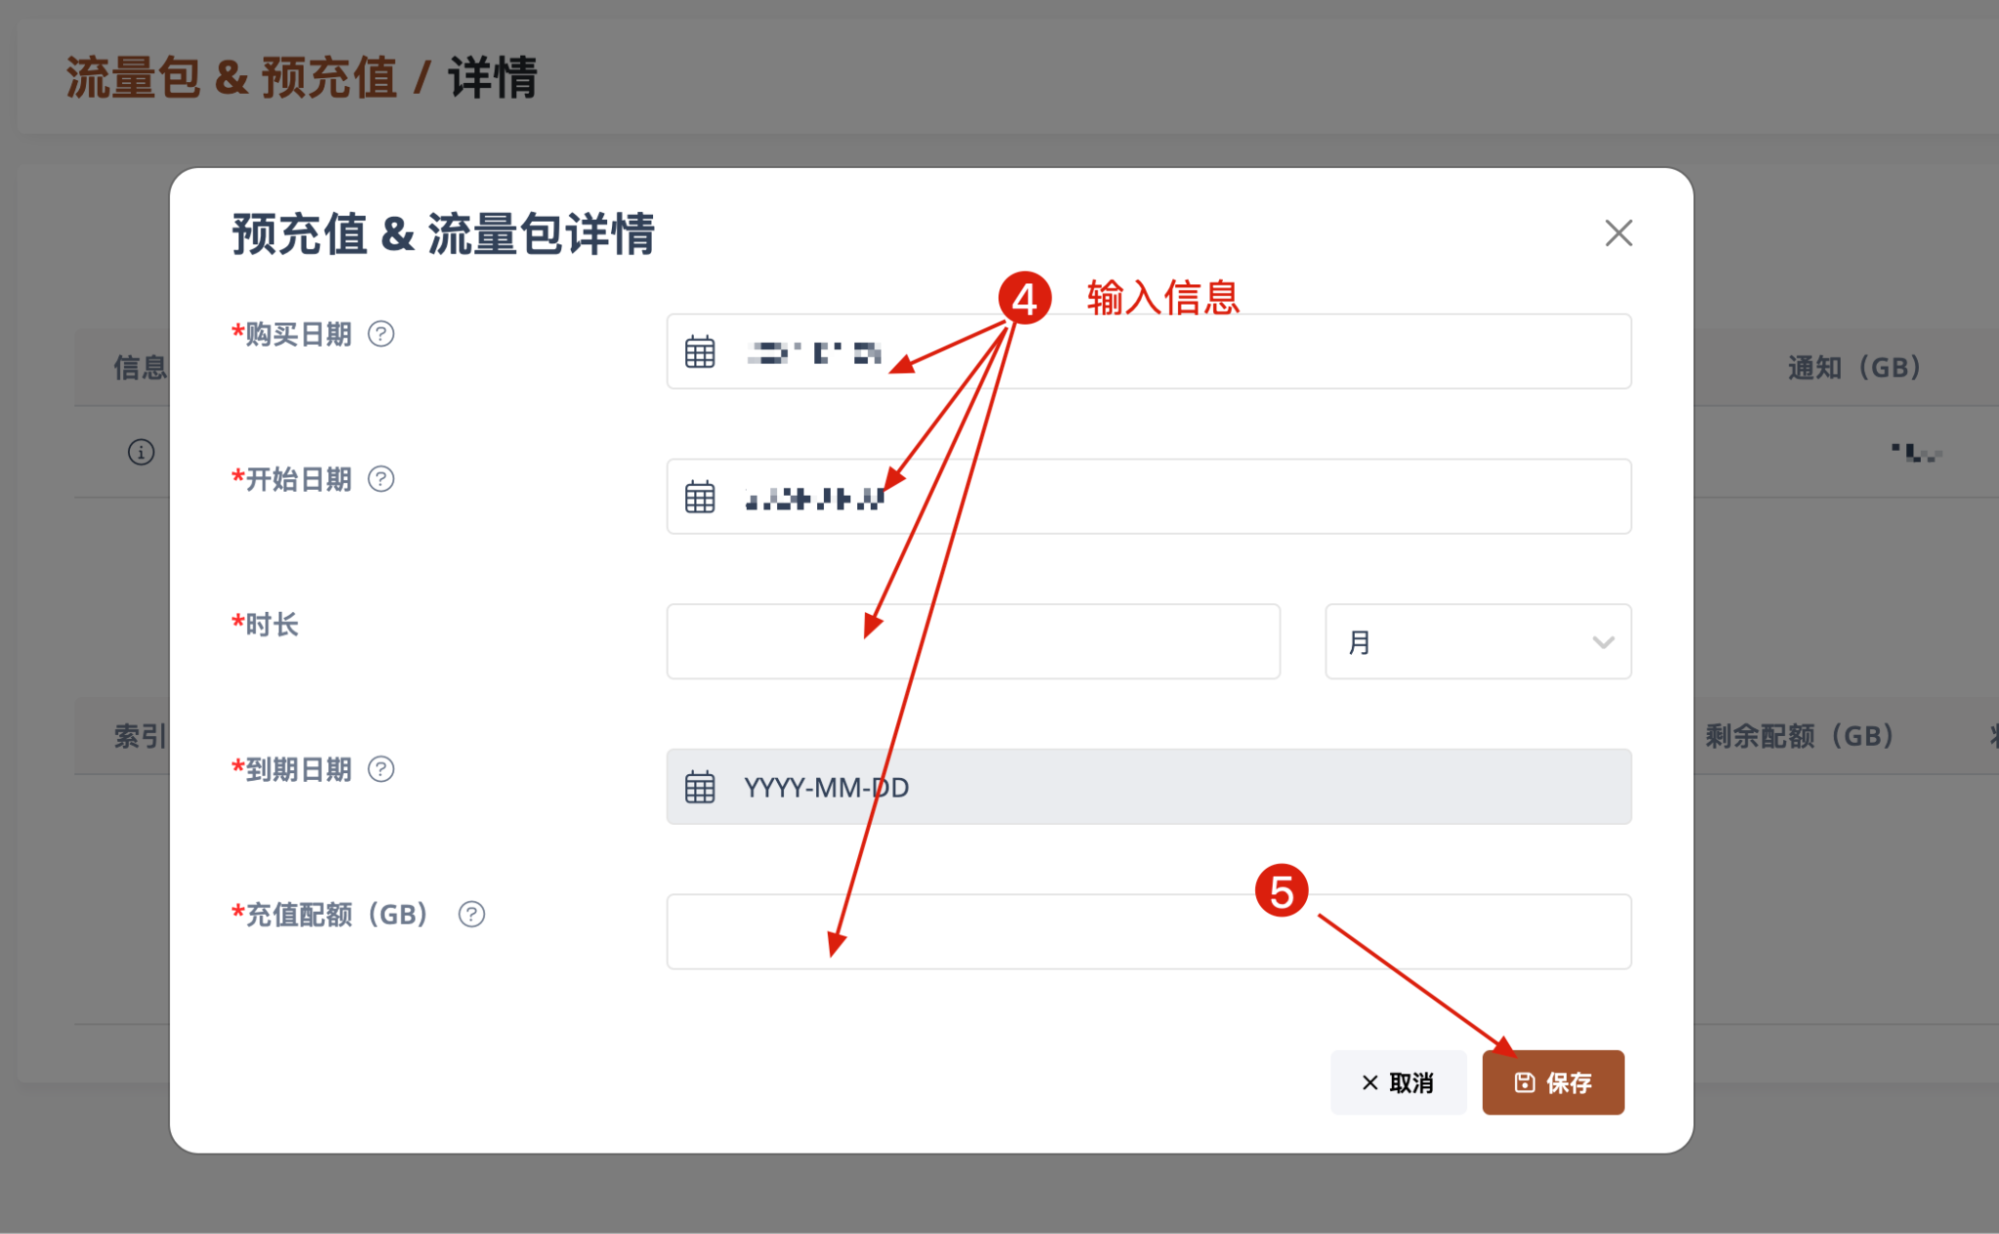 流量包 & 预充值 / 详情
预充值 & 流量包详情
4 输入信息
*购买日期
信息
通知（GB）
*开始日期
*时长
月
索引
剩余配额（GB）
*到期日期
YYYY-MM-DD
5
*充值配额（GB）
取消
保存